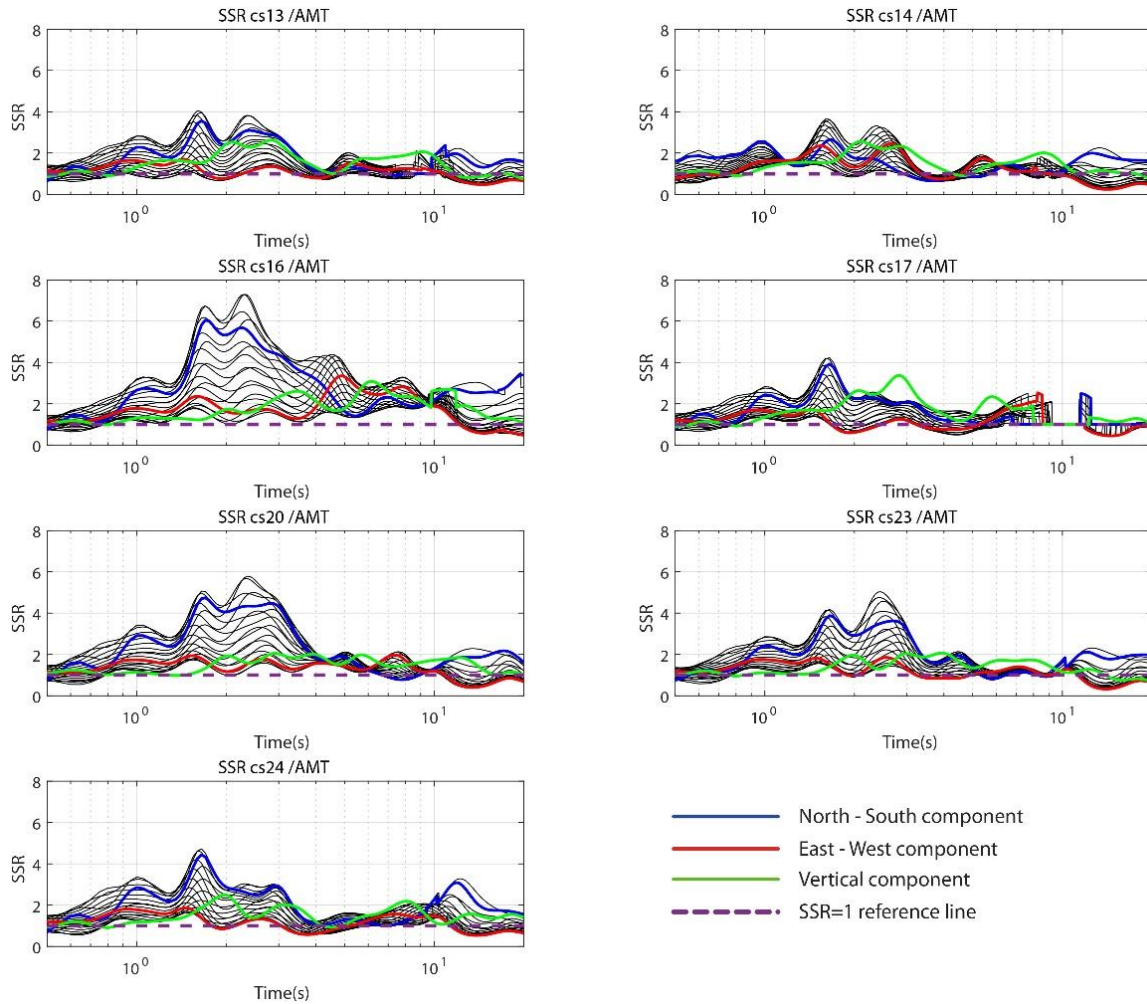 SSR cs13 /AMT
8
6
4
2
0
SSR
10^0
10^1
Time(s)
SSR cs14 /AMT
8
6
4
2
0
SSR
10^0
10^1
Time(s)
SSR cs16 /AMT
8
6
4
2
0
SSR
10^0
10^1
Time(s)
SSR cs17 /AMT
8
6
4
2
0
SSR
10^0
10^1
Time(s)
SSR cs20 /AMT
8
6
4
2
0
SSR
10^0
10^1
Time(s)
SSR cs23 /AMT
8
6
4
2
0
SSR
10^0
10^1
Time(s)
SSR cs24 /AMT
8
6
4
2
0
SSR
10^0
10^1
Time(s)
North - South component
East - West component
Vertical component
SSR=1 reference line